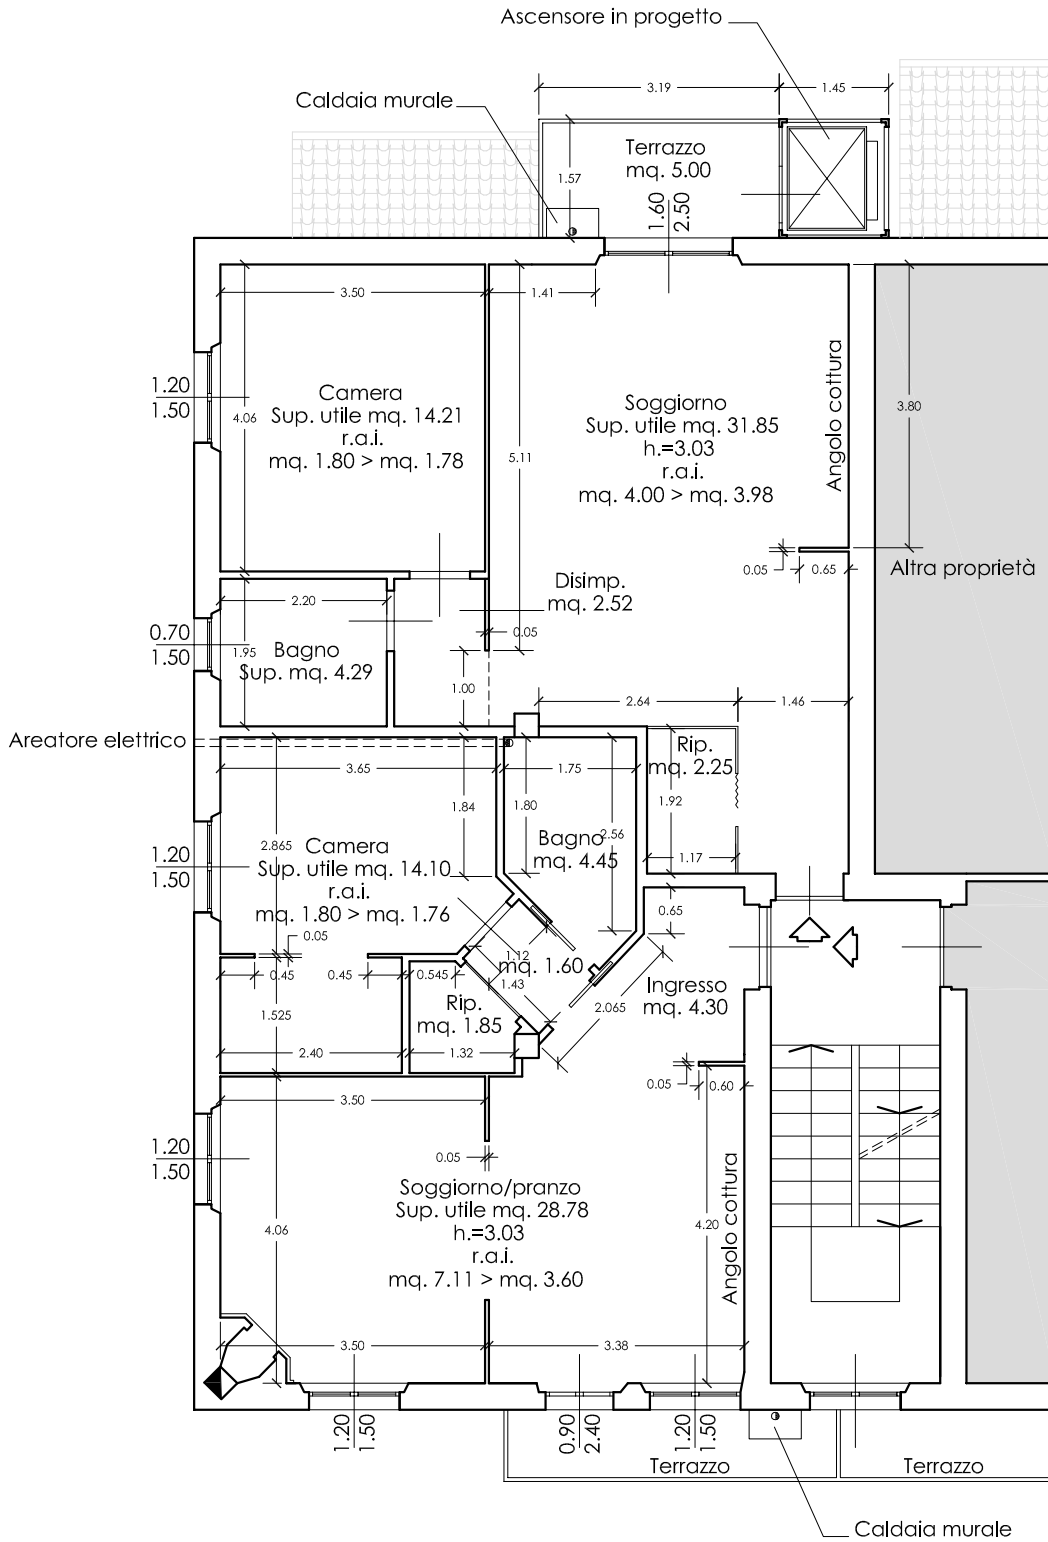 Ascensore in progetto
3.19
1.45
Caldaia murale
Terrazzo
mq. 5.00
1.57
1.60
2.50
3.50
1.41
Camera
Sup. utile mq. 14.21
r.a.i.
mq. 1.80 > mq. 1.78
1.20
1.50
4.06
Soggiorno
Sup. utile mq. 31.85
h.=3.03
r.a.i.
mq. 4.00 > mq. 3.98
5.11
Angolo cottura
3.80
0.05
0.65
Altra proprietà
Disimp.
mq. 2.52
2.20
0.05
0.70
1.50
1.95
Bagno
Sup. mq. 4.29
1.00
2.64
1.46
Areatore elettrico
Rip.
mq. 2.25
3.65
1.75
1.84
1.80
1.92
2.56
1.17
Bagno
mq. 4.45
1.20
1.50
2.865
Camera
Sup. utile mq. 14.10
r.a.i.
mq. 1.80 > mq. 1.76
0.65
0.05
0.45
0.45
0.545
1.12
mq. 1.60
1.43
2.065
Ingresso
mq. 4.30
Rip.
mq. 1.85
1.525
2.40
1.32
0.05
0.60
3.50
1.20
1.50
0.05
Soggiorno/pranzo
Sup. utile mq. 28.78
h.=3.03
r.a.i.
mq. 7.11 > mq. 3.60
4.06
4.20
Angolo cottura
3.50
3.38
1.20
1.50
0.90
2.40
1.20
1.50
Terrazzo
Terrazzo
Caldaia murale